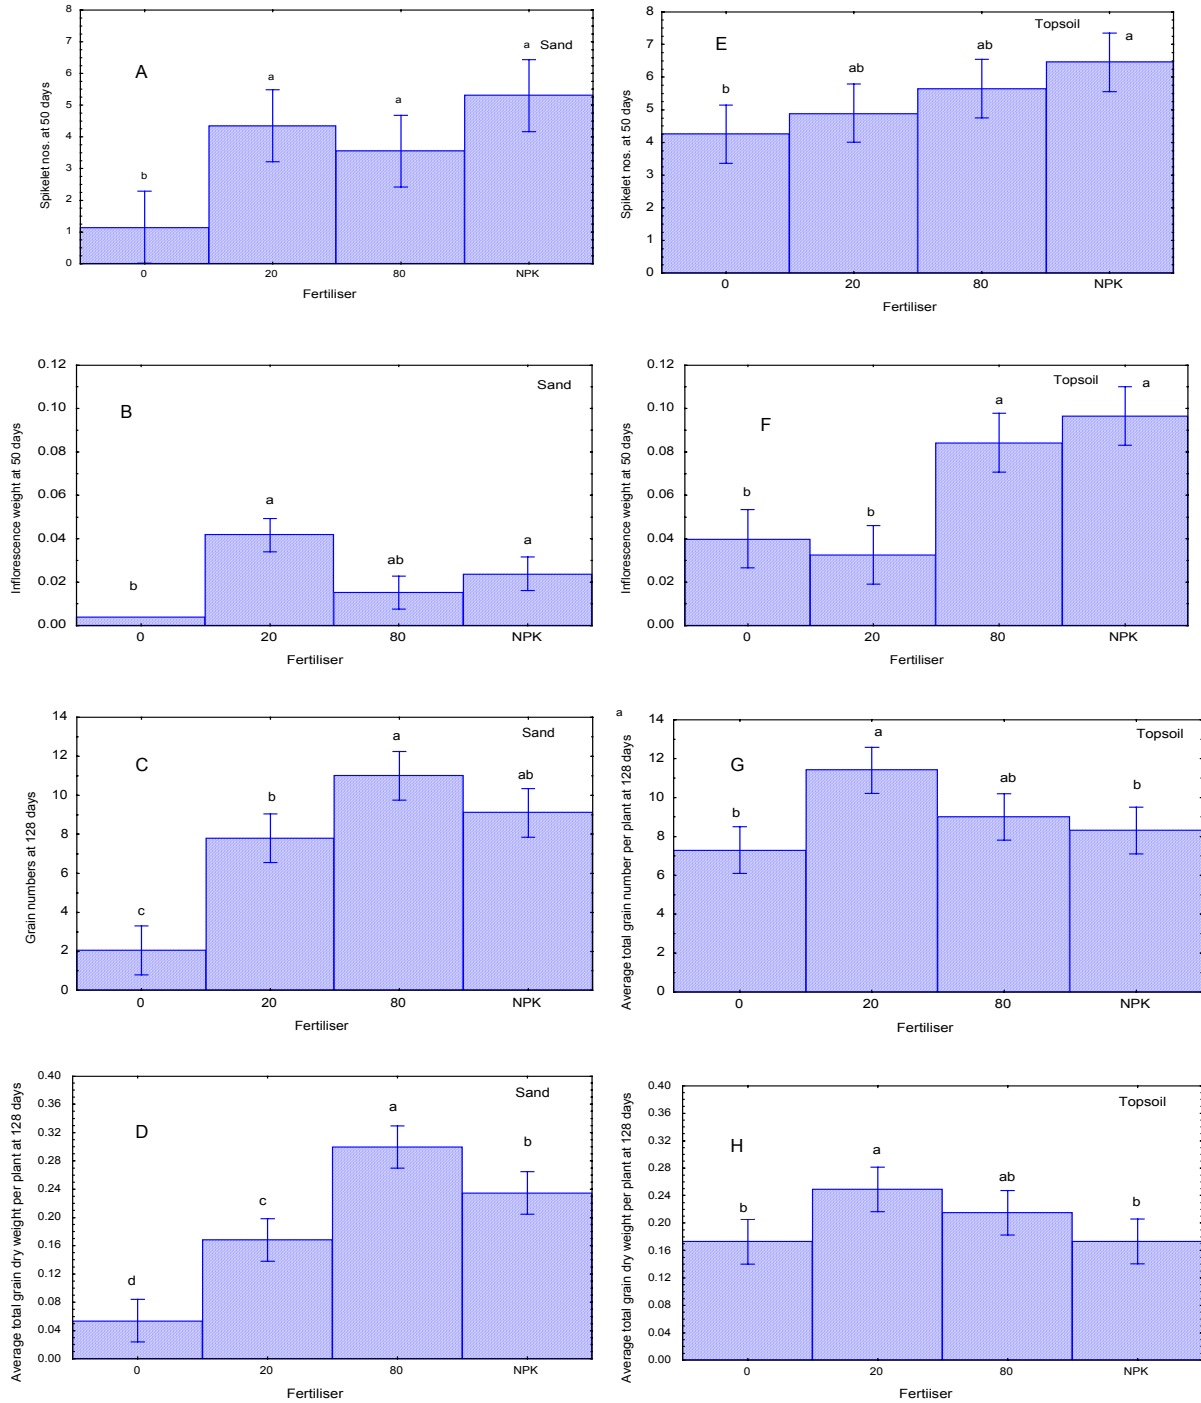 Spikelet nos. at 50 days
8
7
6
5
4
3
2
1
0
A
Sand
b
a
a
a
0 20 80 NPK
Fertiliser
Spikelet nos. at 50 days
8
7
6
5
4
3
2
1
0
E
Topsoil
b
ab
ab
a
0 20 80 NPK
Fertiliser
Inflorescence weight at 50 days
0.12
0.10
0.08
0.06
0.04
0.02
0.00
B
Sand
b
a
ab
a
0 20 80 NPK
Fertiliser
Inflorescence weight at 50 days
0.12
0.10
0.08
0.06
0.04
0.02
0.00
F
Topsoil
b
b
a
a
0 20 80 NPK
Fertiliser
Grain numbers at 128 days
14
12
10
8
6
4
2
0
C
Sand
c
b
a
ab
0 20 80 NPK
Fertiliser
a
Average total grain number per plant at 128 days
14
12
10
8
6
4
2
0
G
Topsoil
b
a
ab
b
0 20 80 NPK
Fertiliser
Average total grain dry weight per plant at 128 days
0.40
0.36
0.32
0.28
0.24
0.20
0.16
0.12
0.08
0.04
0.00
D
Sand
d
c
a
b
0 20 80 NPK
Fertiliser
Average total grain dry weight per plant at 128 days
0.40
0.36
0.32
0.28
0.24
0.20
0.16
0.12
0.08
0.04
0.00
H
Topsoil
b
a
ab
b
0 20 80 NPK
Fertiliser